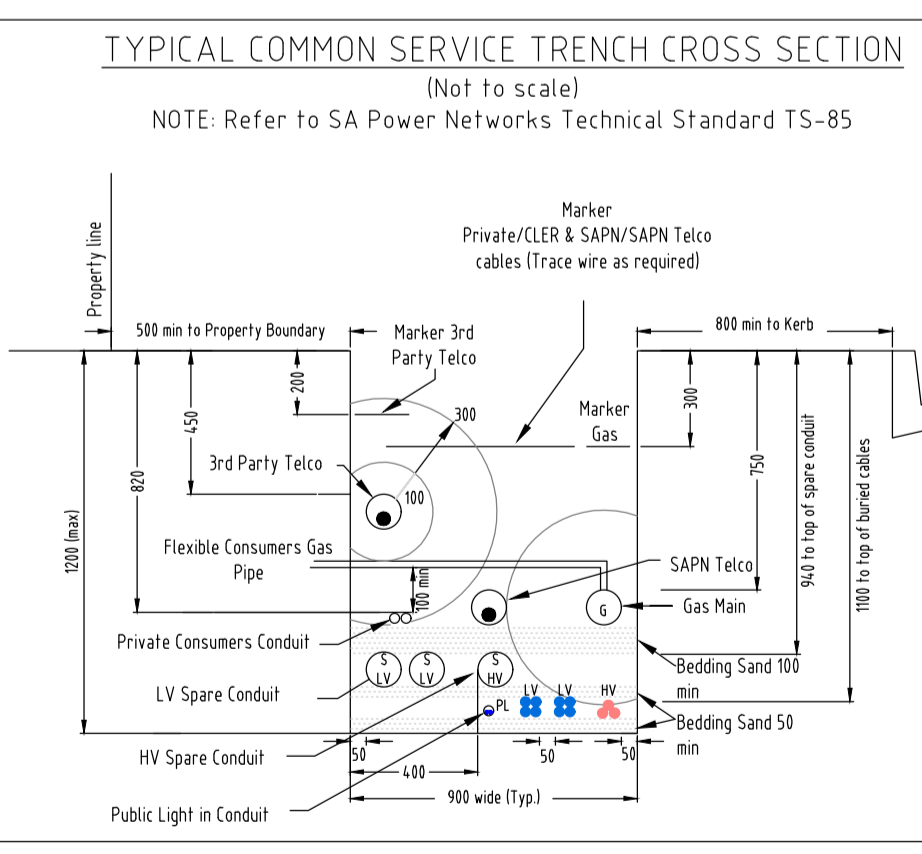 TYPICAL COMMON SERVICE TRENCH CROSS SECTION
(Not to scale)
NOTE: Refer to SA Power Networks Technical Standard TS-85
Property line
Marker
Private/CLER & SAPN/SAPN Telco
cables (Trace wire as required)
500 min to Property Boundary
Marker 3rd
Party Telco
800 min to Kerb
200
450
820
1200 (max)
300
Marker
Gas
300
750
940 to top of spare conduit
1100 to top of buried cables
3rd Party Telco
100
Flexible Consumers Gas
Pipe
100 min
SAPN Telco
G
Gas Main
Private Consumers Conduit
Bedding Sand 100
min
S
LV
S
LV
S
HV
LV Spare Conduit
LV
LV
HV
PL
Bedding Sand 50
min
HV Spare Conduit
50
400
50
50
900 wide (Typ.)
Public Light in Conduit